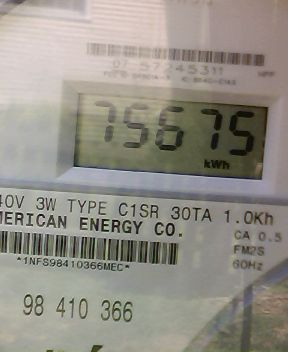 07 57245311
75675
kWh
40V 3W TYPE C1SR 30TA 1.0Kh
MERICAN ENERGY CO.
CA 0.5
FM2S
60Hz
*1NFS98410366MEC*
98 410 366